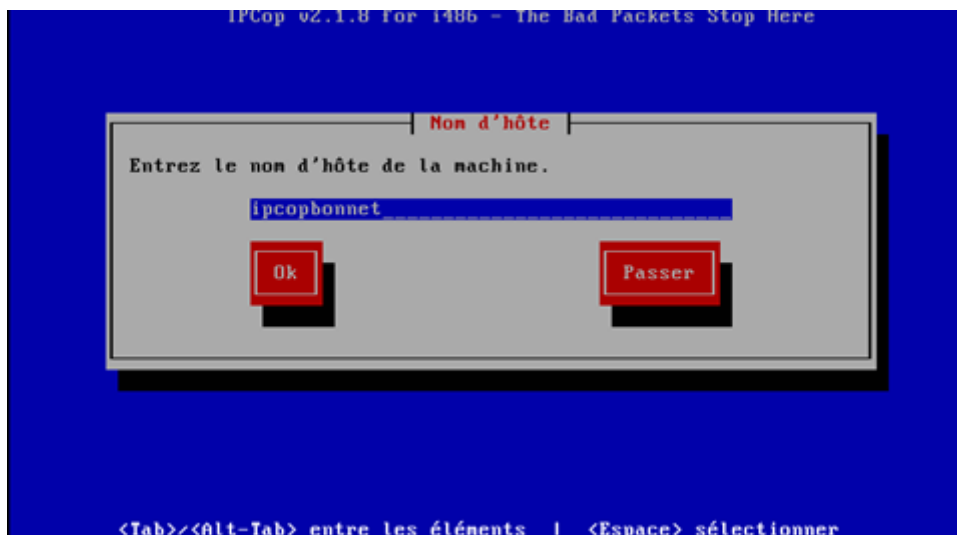 IPCop v2.1.8 for i486 - The Bad Packets Stop Here
Nom d'hôte
Entrez le nom d'hôte de la machine.
ipcopbonnet
Ok
Passer
<Tab>/<Alt-Tab> entre les éléments | <Espace> sélectionner